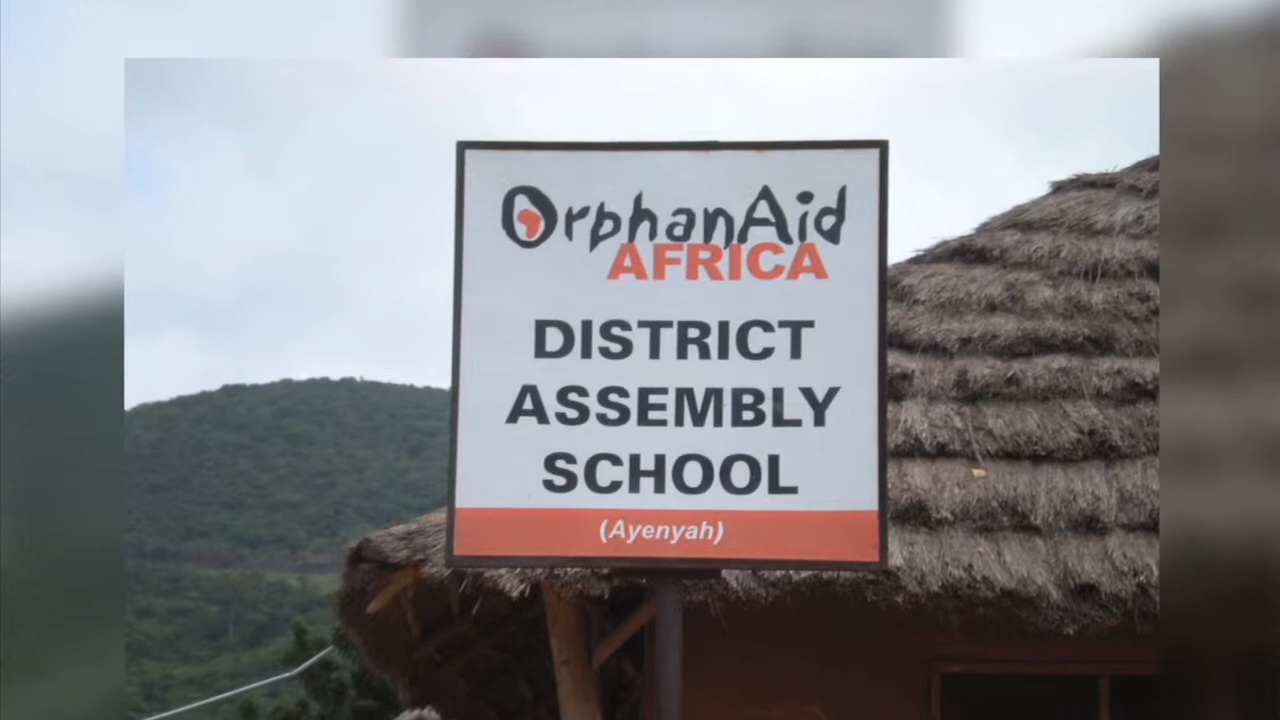 OrphanAid
AFRICA
DISTRICT
ASSEMBLY
SCHOOL
(Ayenyah)